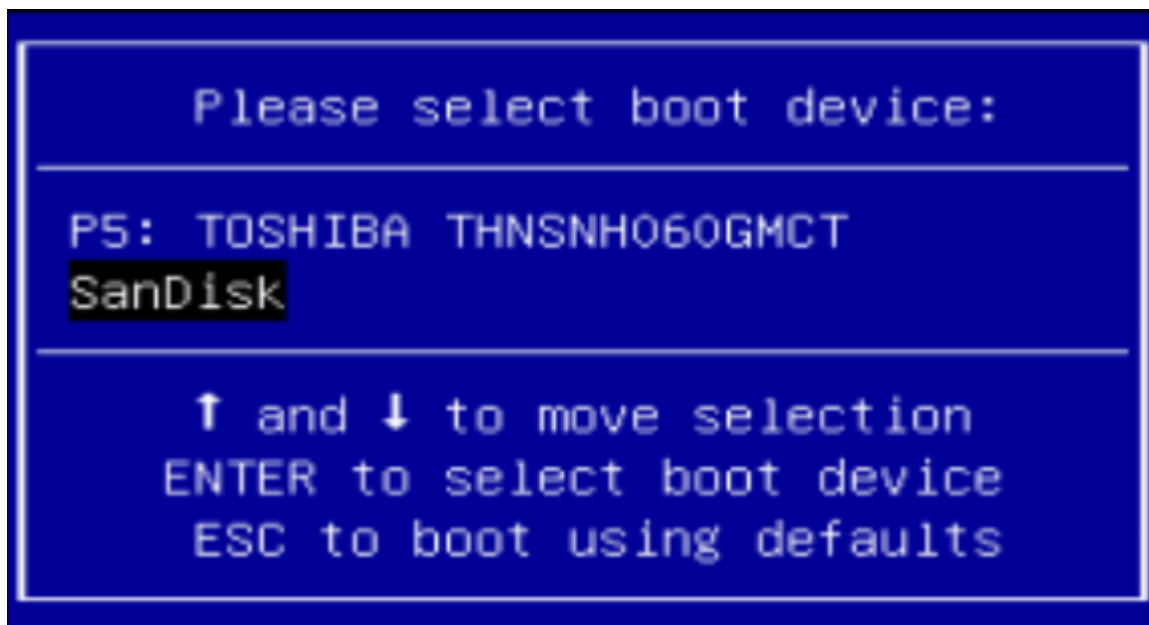 Please select boot device:
P5: TOSHIBA THNSNH060GMCT
SanDisk
↑ and ↓ to move selection
ENTER to select boot device
ESC to boot using defaults